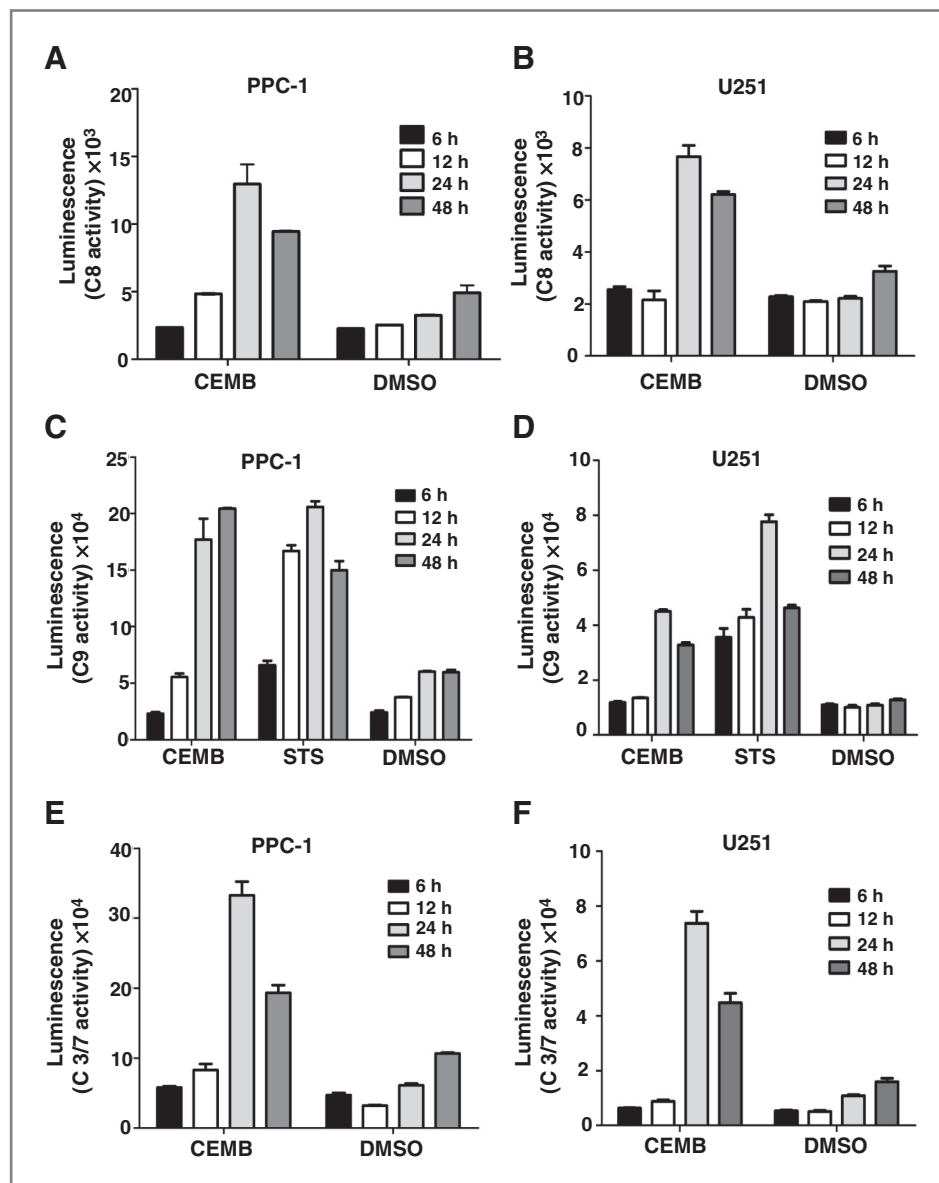 A
PPC-1
Luminescence
(C8 activity) ×10³
20
15
10
5
0
6 h
12 h
24 h
48 h
CEMB
DMSO
B
U251
Luminescence
(C8 activity) ×10³
10
8
6
4
2
0
6 h
12 h
24 h
48 h
CEMB
DMSO
C
PPC-1
Luminescence
(C9 activity) ×10⁴
25
20
15
10
5
0
6 h
12 h
24 h
48 h
CEMB
STS
DMSO
D
U251
Luminescence
(C9 activity) ×10⁴
10
8
6
4
2
0
6 h
12 h
24 h
48 h
CEMB
STS
DMSO
E
PPC-1
Luminescence
(C 3/7 activity) ×10⁴
40
30
20
10
0
6 h
12 h
24 h
48 h
CEMB
DMSO
F
U251
Luminescence
(C 3/7 activity) ×10⁴
10
8
6
4
2
0
6 h
12 h
24 h
48 h
CEMB
DMSO